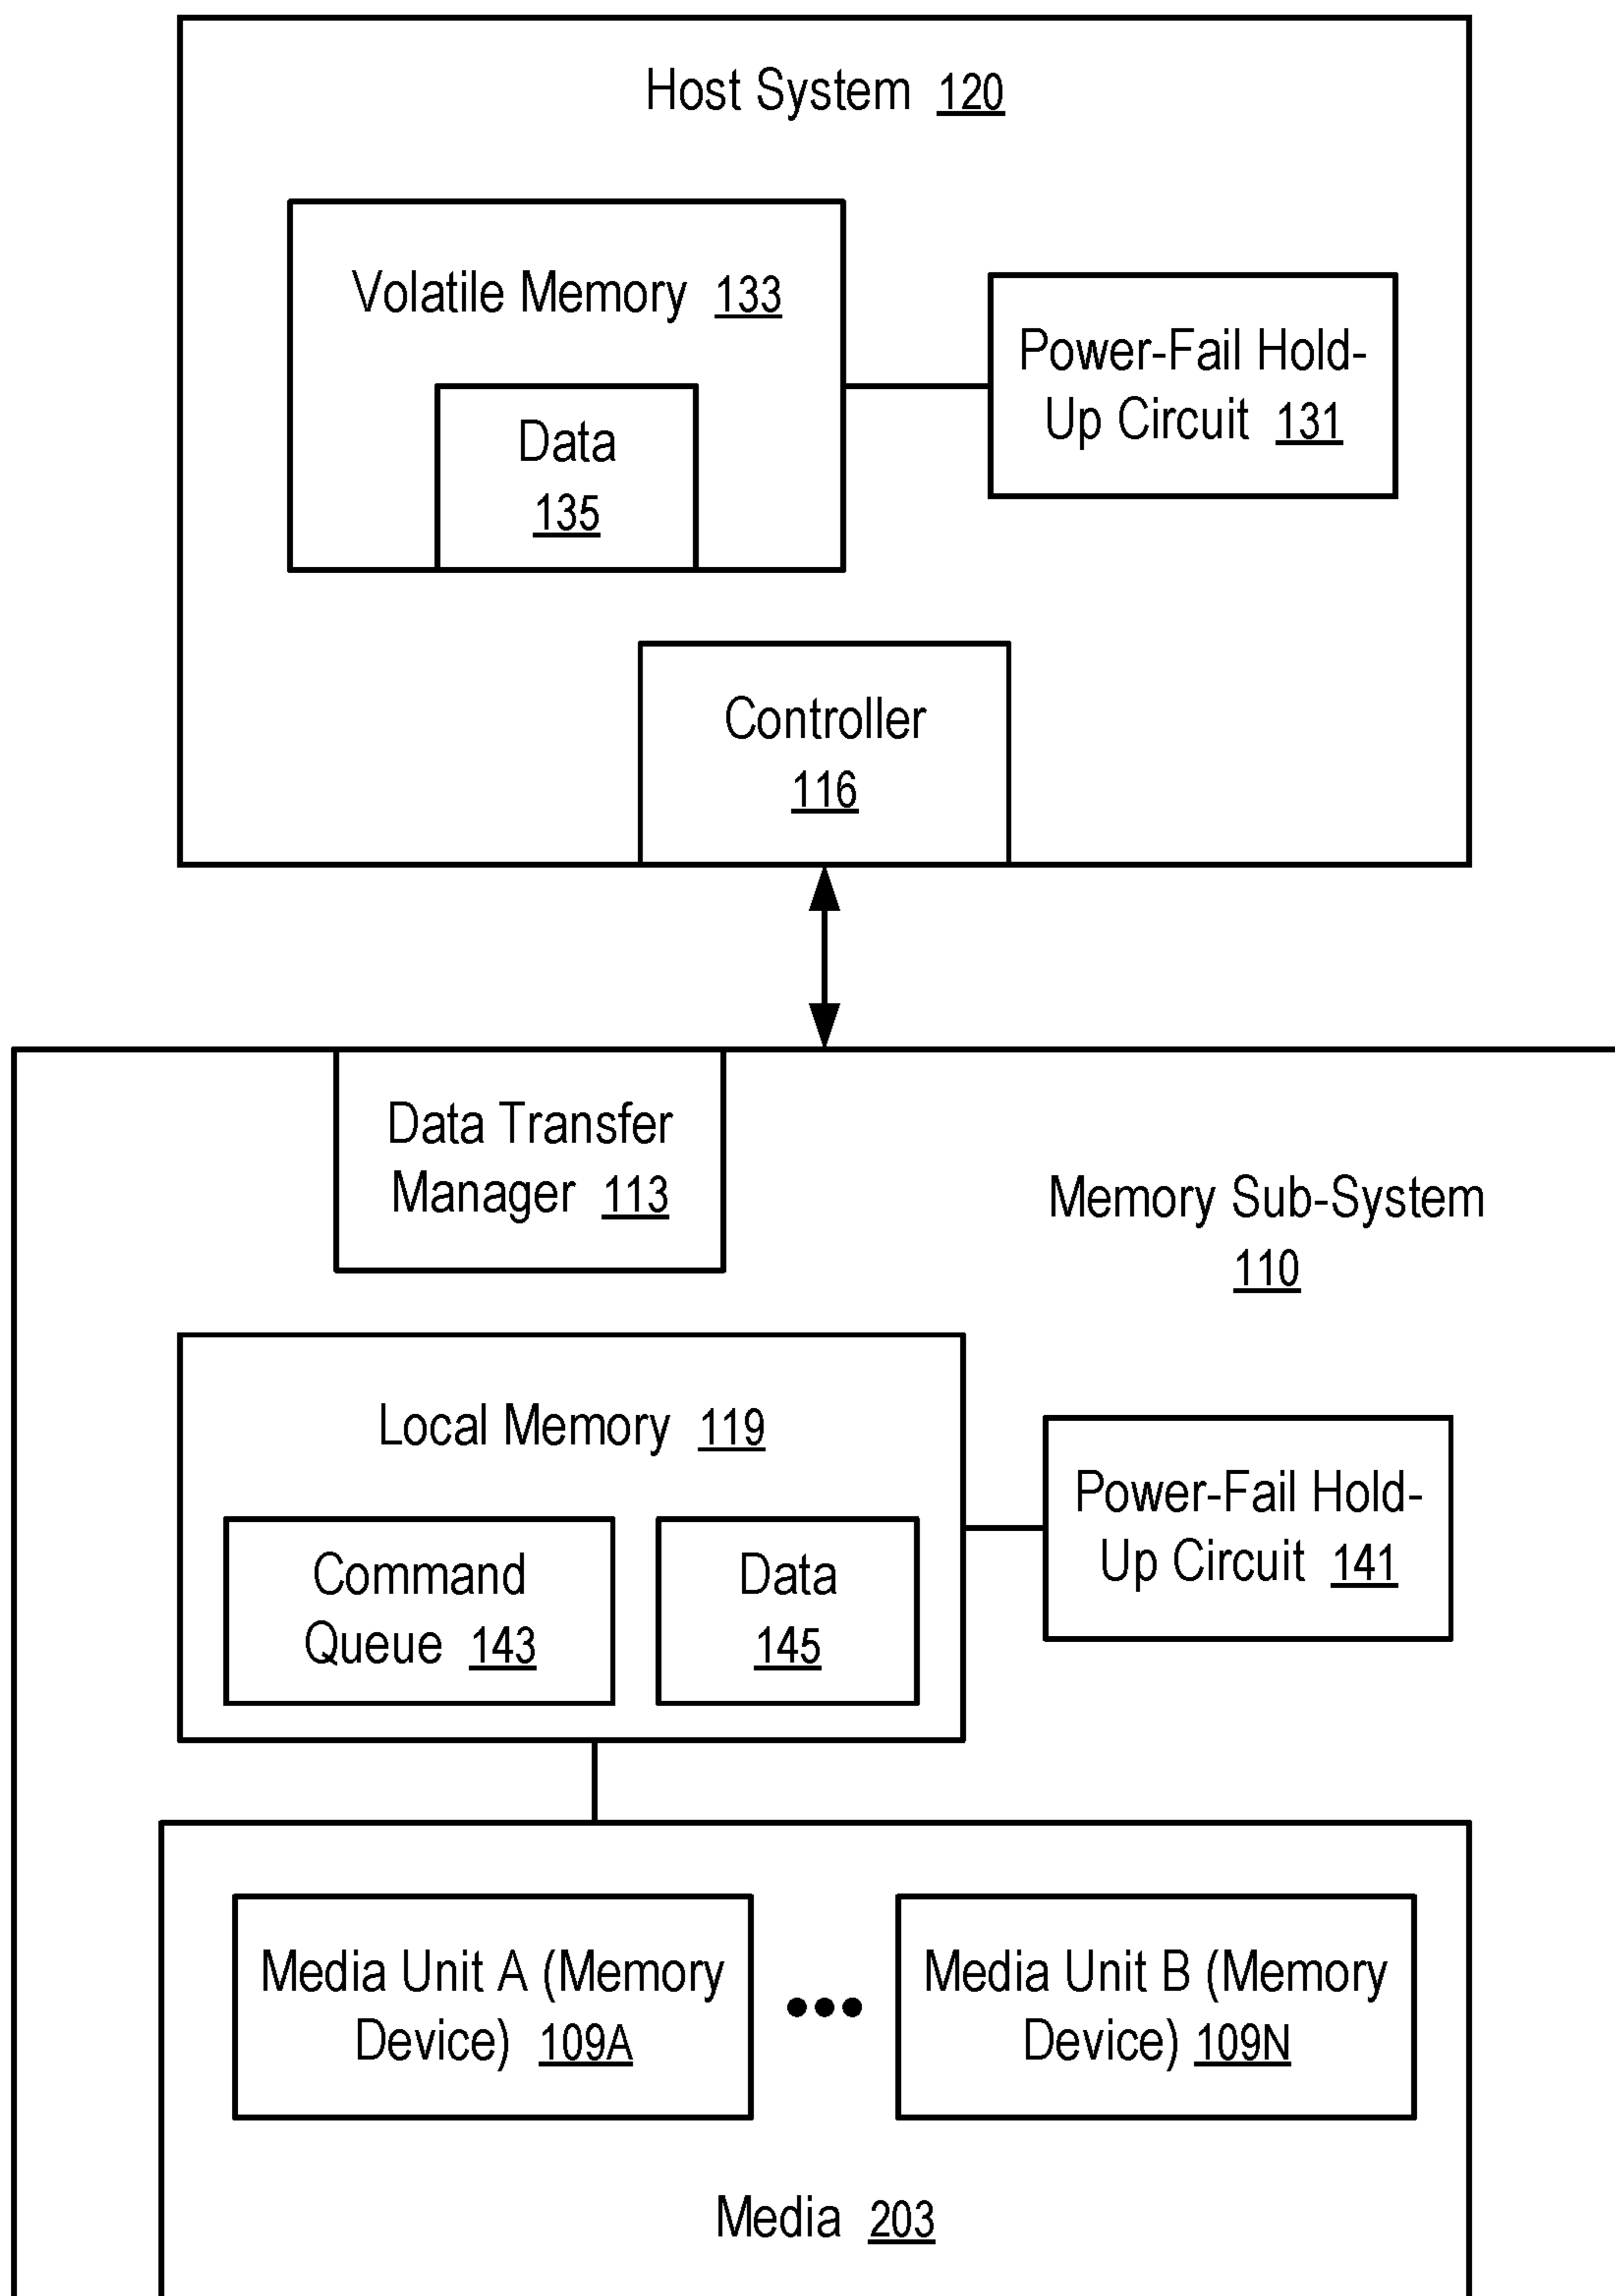 Host System 120
Volatile Memory 133
Power-Fail Hold-
Up Circuit 131
Data
135
Controller
116
Data Transfer
Manager 113
Memory Sub-System
110
Local Memory 119
Power-Fail Hold-
Up Circuit 141
Command
Queue 143
Data
145
Media Unit A (Memory
Device) 109A
Media Unit B (Memory
Device) 109N
Media 203